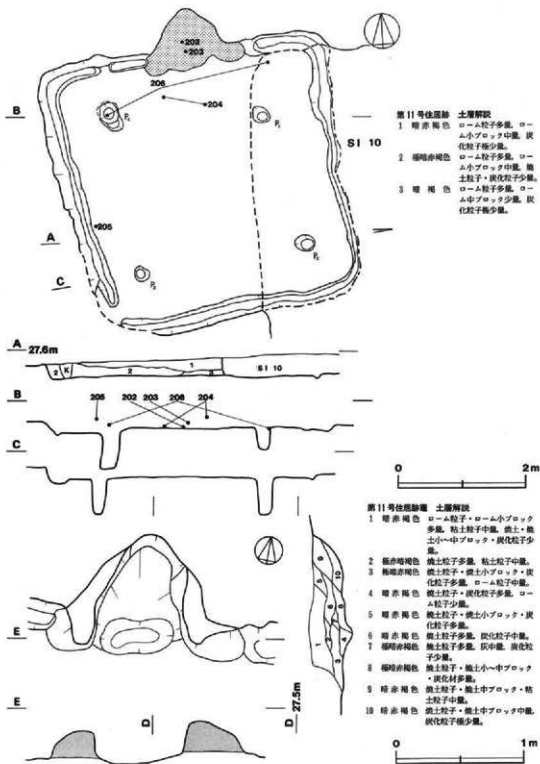 202
203
206
204
B
P₁
SI 10
205
A
C
P₂
P₃
第11号住居跡 土層解説
1 暗赤褐色 ローム粒子多量，ロー
ム小ブロック中量，炭
化粒子極少量。
2 極暗赤褐色 ローム粒子多量，ロー
ム小ブロック中量，焼
土粒子・炭化粒子少量。
3 暗褐色 ローム粒子多量，ロー
ム中ブロック少量，炭
化粒子極少量。
A 27.6m
2 K 2 1 3 SI 10
B
205 202 203 206 204
C
0 2m
第11号住居跡竈 土層解説
1 暗赤褐色 ローム粒子・ローム小ブロック
多量，粘土粒子中量，焼土・焼
土小〜中ブロック・炭化粒子少
量。
2 極赤暗褐色 焼土粒子多量，粘土粒子中量。
3 極暗赤褐色 焼土粒子・焼土小ブロック・炭
化粒子多量，ローム粒子中量。
4 暗赤褐色 焼土粒子・炭化粒子多量，ロー
ム粒子少量。
5 暗赤褐色 焼土粒子・焼土小ブロック・炭
化粒子多量。
6 暗赤褐色 焼土粒子多量，炭化粒子中量。
7 極暗赤褐色 焼土粒子多量，灰中量，炭化粒
子少量。
8 極暗赤褐色 焼土粒子・焼土小〜中ブロック
・炭化材多量。
9 暗赤褐色 焼土粒子・焼土中ブロック・粘
土粒子中量。
10 暗赤褐色 焼土粒子・焼土中ブロック中量，
炭化粒子極少量。
E
E
D
D 27.5m
0 1m